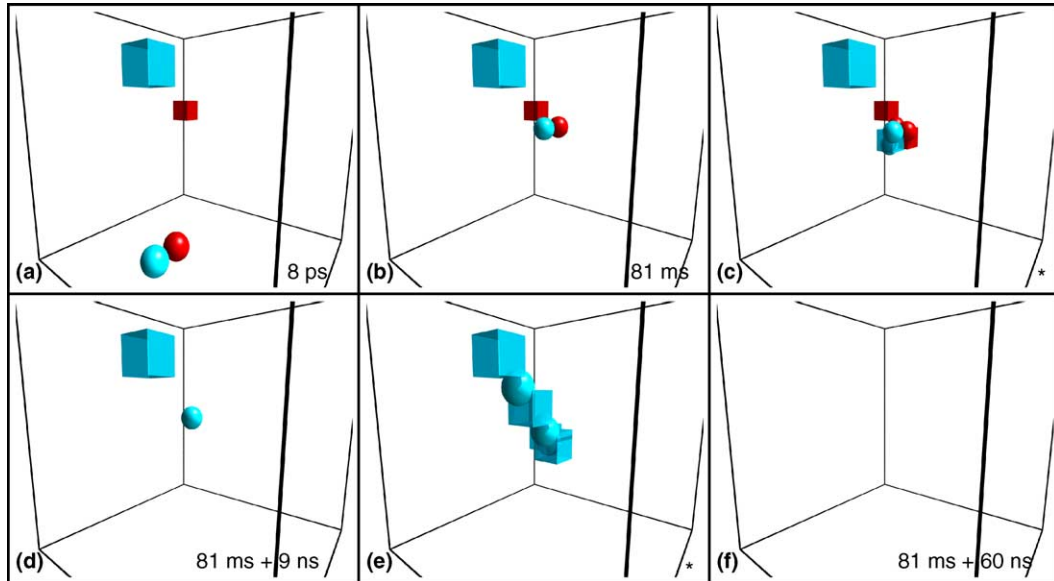 (a) 8 ps
(b) 81 ms
(c) *
(d) 81 ms + 9 ns
(e) *
(f) 81 ms + 60 ns